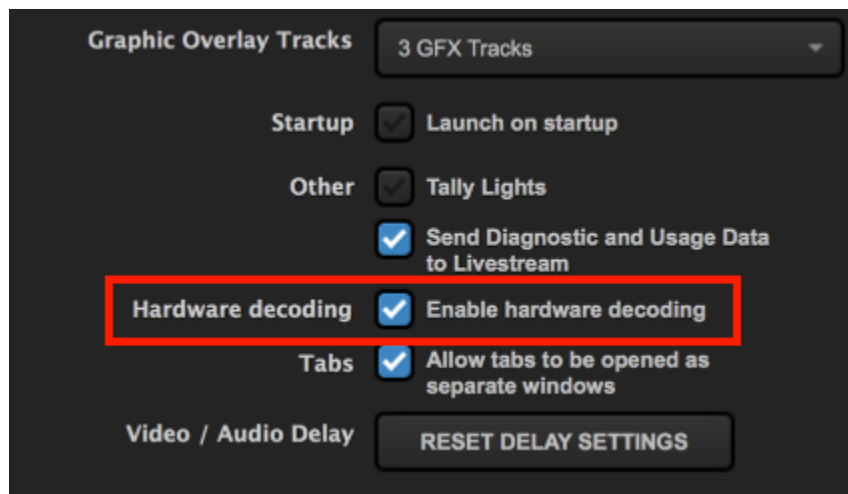 Graphic Overlay Tracks 3 GFX Tracks
Startup Launch on startup
Other Tally Lights
Send Diagnostic and Usage Data
to Livestream
Hardware decoding Enable hardware decoding
Tabs Allow tabs to be opened as
separate windows
Video / Audio Delay RESET DELAY SETTINGS